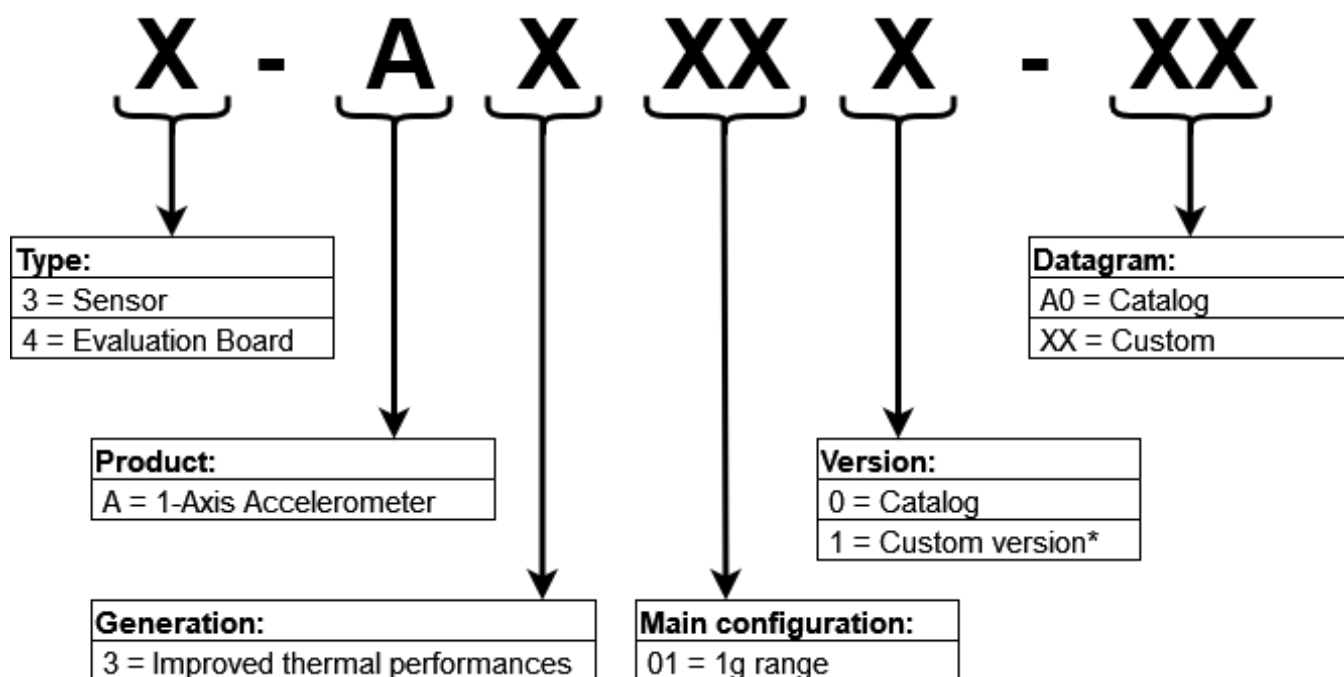 X - A X XX X - XX
Type:
3 = Sensor
4 = Evaluation Board
Datagram:
A0 = Catalog
XX = Custom
Product:
A = 1-Axis Accelerometer
Version:
0 = Catalog
1 = Custom version*
Generation:
3 = Improved thermal performances
Main configuration:
01 = 1g range